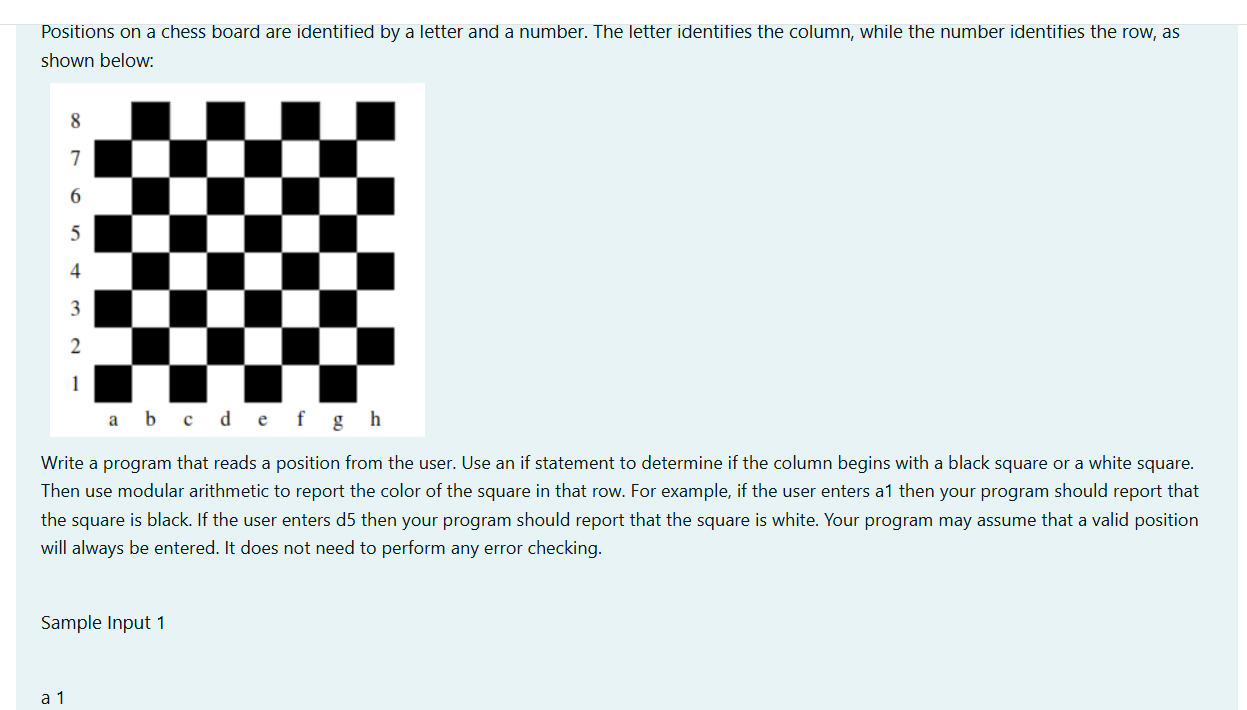 Positions on a chess board are identified by a letter and a number. The letter identifies the column, while the number identifies the row, as
shown below:
8
7
6
5
4
3
2
1
a b c d e f g h
Write a program that reads a position from the user. Use an if statement to determine if the column begins with a black square or a white square.
Then use modular arithmetic to report the color of the square in that row. For example, if the user enters a1 then your program should report that
the square is black. If the user enters d5 then your program should report that the square is white. Your program may assume that a valid position
will always be entered. It does not need to perform any error checking.
Sample Input 1
a 1